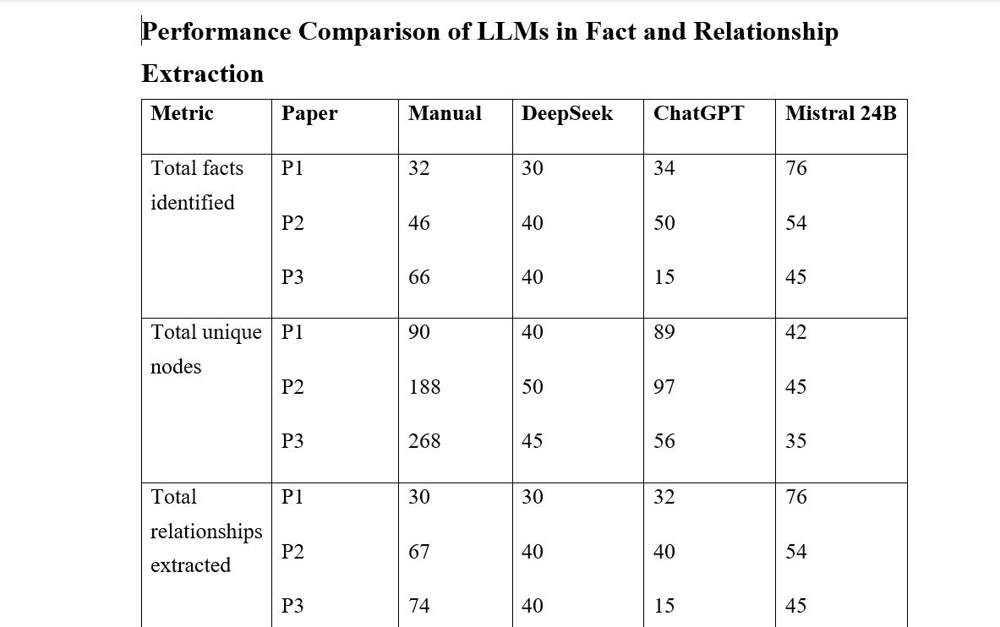 Performance Comparison of LLMs in Fact and Relationship
Extraction
Metric Paper Manual DeepSeek ChatGPT Mistral 24B
Total facts P1 32 30 34 76
identified
P2 46 40 50 54
P3 66 40 15 45
Total unique P1 90 40 89 42
nodes
P2 188 50 97 45
P3 268 45 56 35
Total P1 30 30 32 76
relationships
P2 67 40 40 54
extracted
P3 74 40 15 45